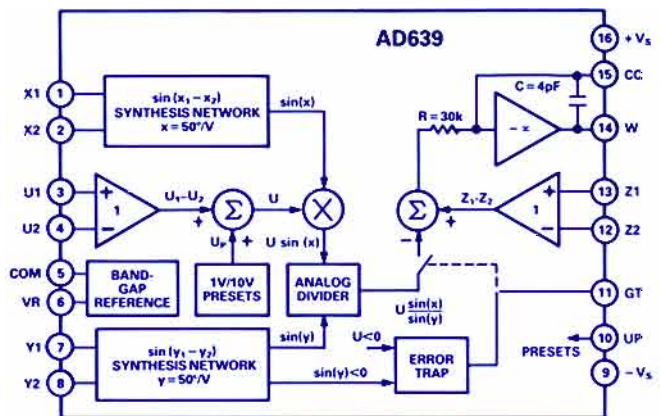 AD639
16 +Vs
15 CC
C = 4pF
R = 30k
14 W
X1 1
X2 2
sin (x1 – x2)
SYNTHESIS NETWORK
x = 50°/V
sin(x)
U1 3
U2 4
+
–
1
U1–U2
+
Σ
U
X
Σ
Z1-Z2
+
–
1
+
–
13 Z1
12 Z2
UP
+
U sin (x)
–
COM 5
VR 6
BAND-
GAP
REFERENCE
1V/10V
PRESETS
ANALOG
DIVIDER
U sin(x)
sin(y)
11 GT
Y1 7
Y2 8
sin (y1 – y2)
SYNTHESIS NETWORK
y = 50°/V
sin(y)
U<0
sin(y)<0
ERROR
TRAP
PRESETS
10 UP
9 –Vs